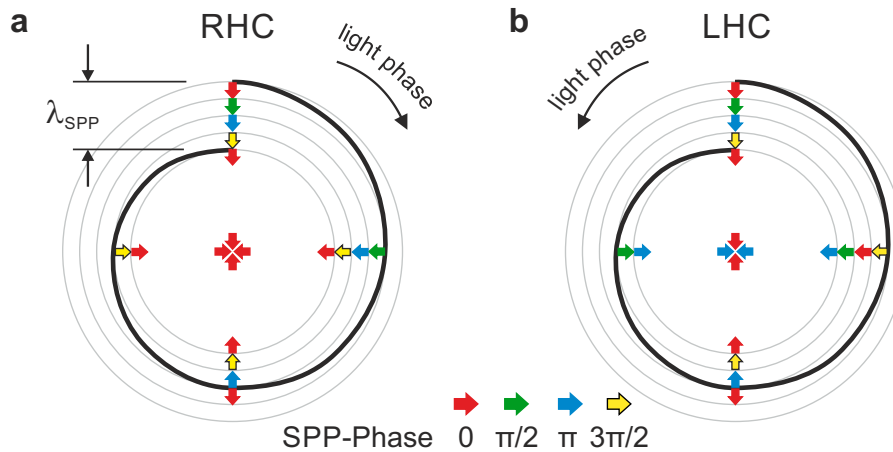 a
RHC
light phase
λSPP
b
LHC
light phase
SPP-Phase 0 π/2 π 3π/2